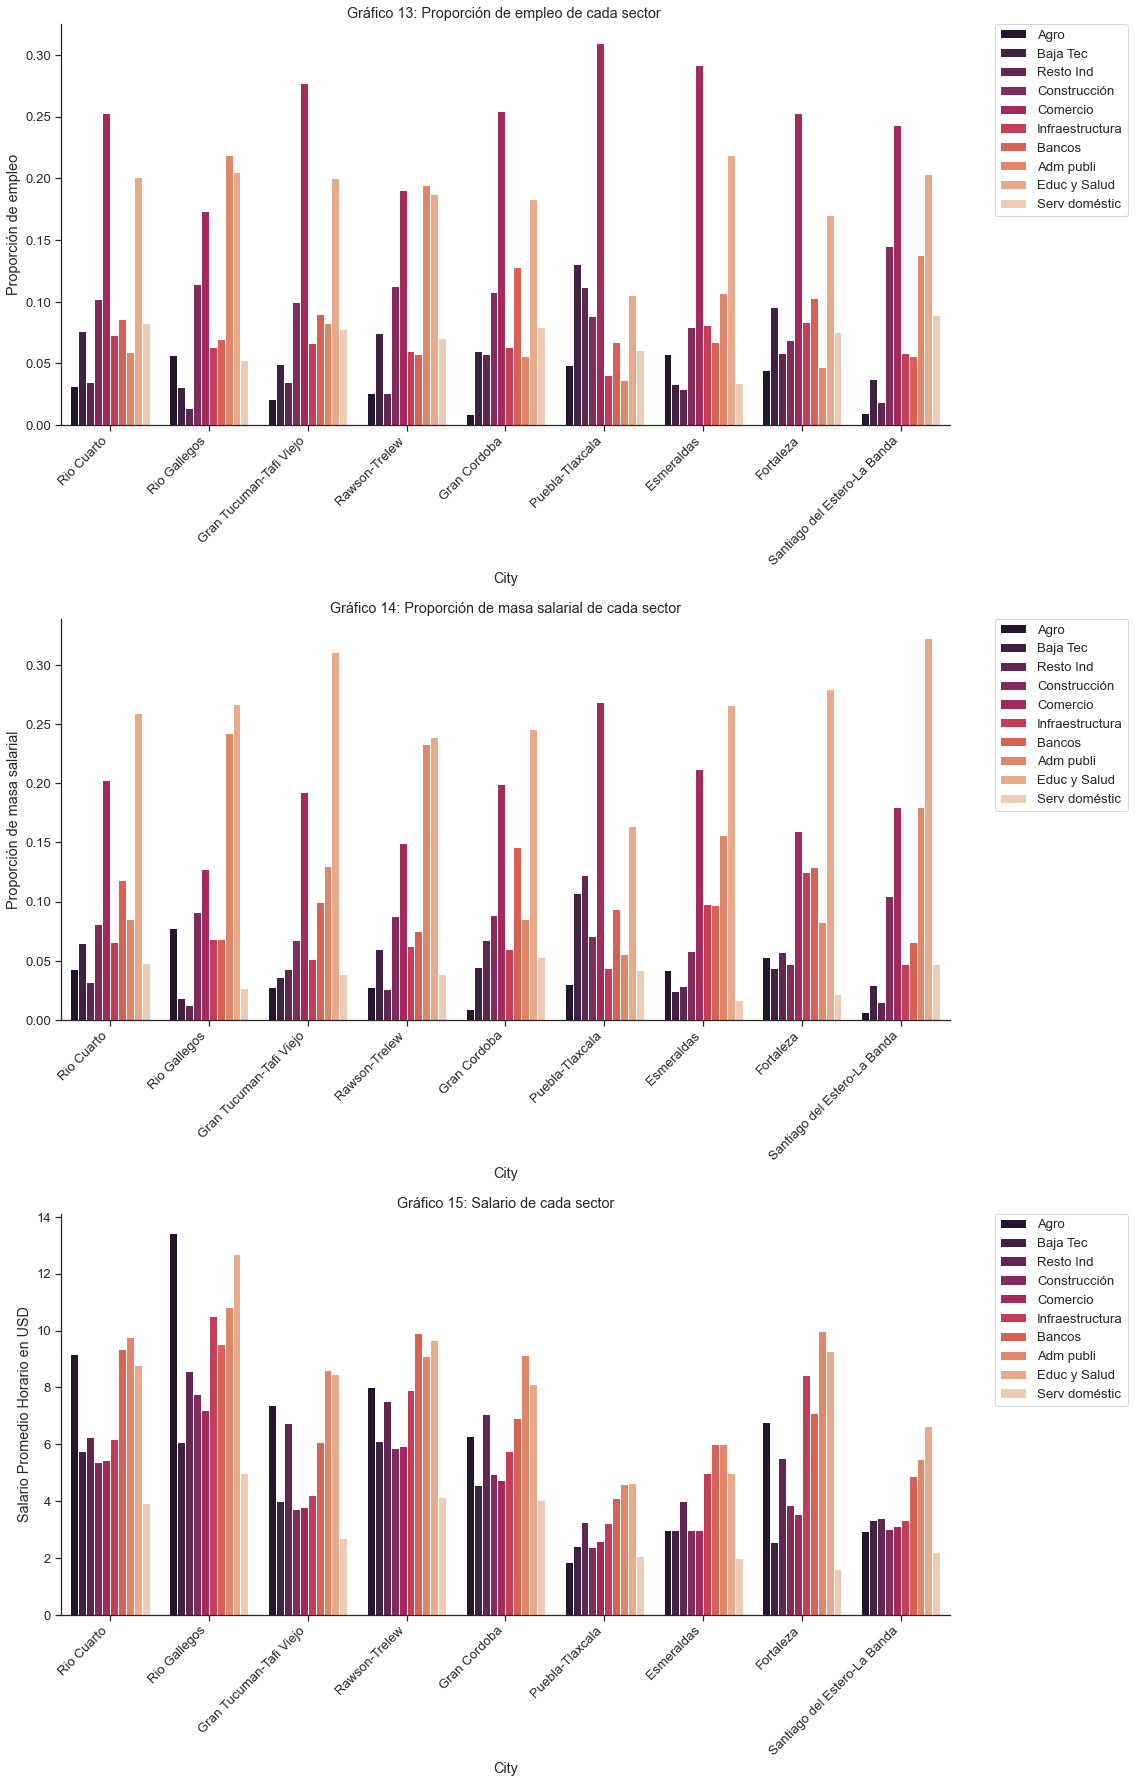 Gráfico 13: Proporción de empleo de cada sector
Proporción de empleo
0.30
0.25
0.20
0.15
0.10
0.05
0.00
Rio Cuarto
Rio Gallegos
Gran Tucuman-Tafi Viejo
Rawson-Trelew
Gran Cordoba
Puebla-Tlaxcala
Esmeraldas
Fortaleza
Santiago del Estero-La Banda
City
Agro
Baja Tec
Resto Ind
Construcción
Comercio
Infraestructura
Bancos
Adm publi
Educ y Salud
Serv doméstic
Gráfico 14: Proporción de masa salarial de cada sector
Proporción de masa salarial
0.30
0.25
0.20
0.15
0.10
0.05
0.00
Rio Cuarto
Rio Gallegos
Gran Tucuman-Tafi Viejo
Rawson-Trelew
Gran Cordoba
Puebla-Tlaxcala
Esmeraldas
Fortaleza
Santiago del Estero-La Banda
City
Agro
Baja Tec
Resto Ind
Construcción
Comercio
Infraestructura
Bancos
Adm publi
Educ y Salud
Serv doméstic
Gráfico 15: Salario de cada sector
Salario Promedio Horario en USD
14
12
10
8
6
4
2
0
Rio Cuarto
Rio Gallegos
Gran Tucuman-Tafi Viejo
Rawson-Trelew
Gran Cordoba
Puebla-Tlaxcala
Esmeraldas
Fortaleza
Santiago del Estero-La Banda
City
Agro
Baja Tec
Resto Ind
Construcción
Comercio
Infraestructura
Bancos
Adm publi
Educ y Salud
Serv doméstic